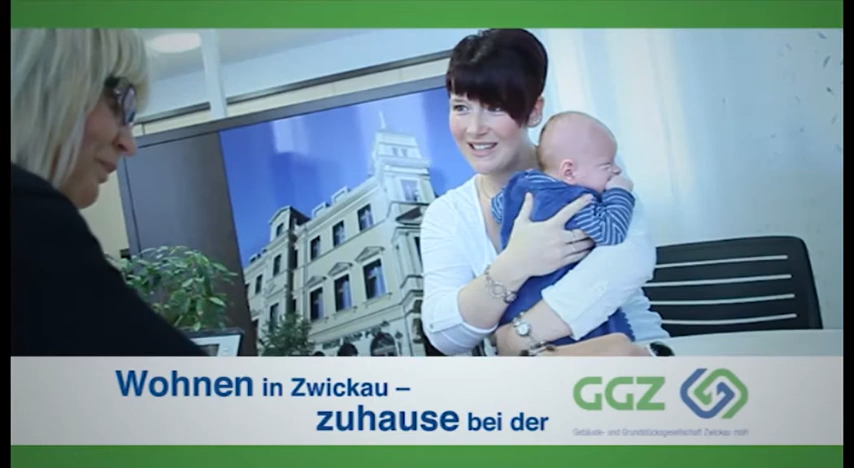 Wohnen in Zwickau –
zuhause bei der
GGZ
Gebäude- und Grundstücksgesellschaft Zwickau mbH